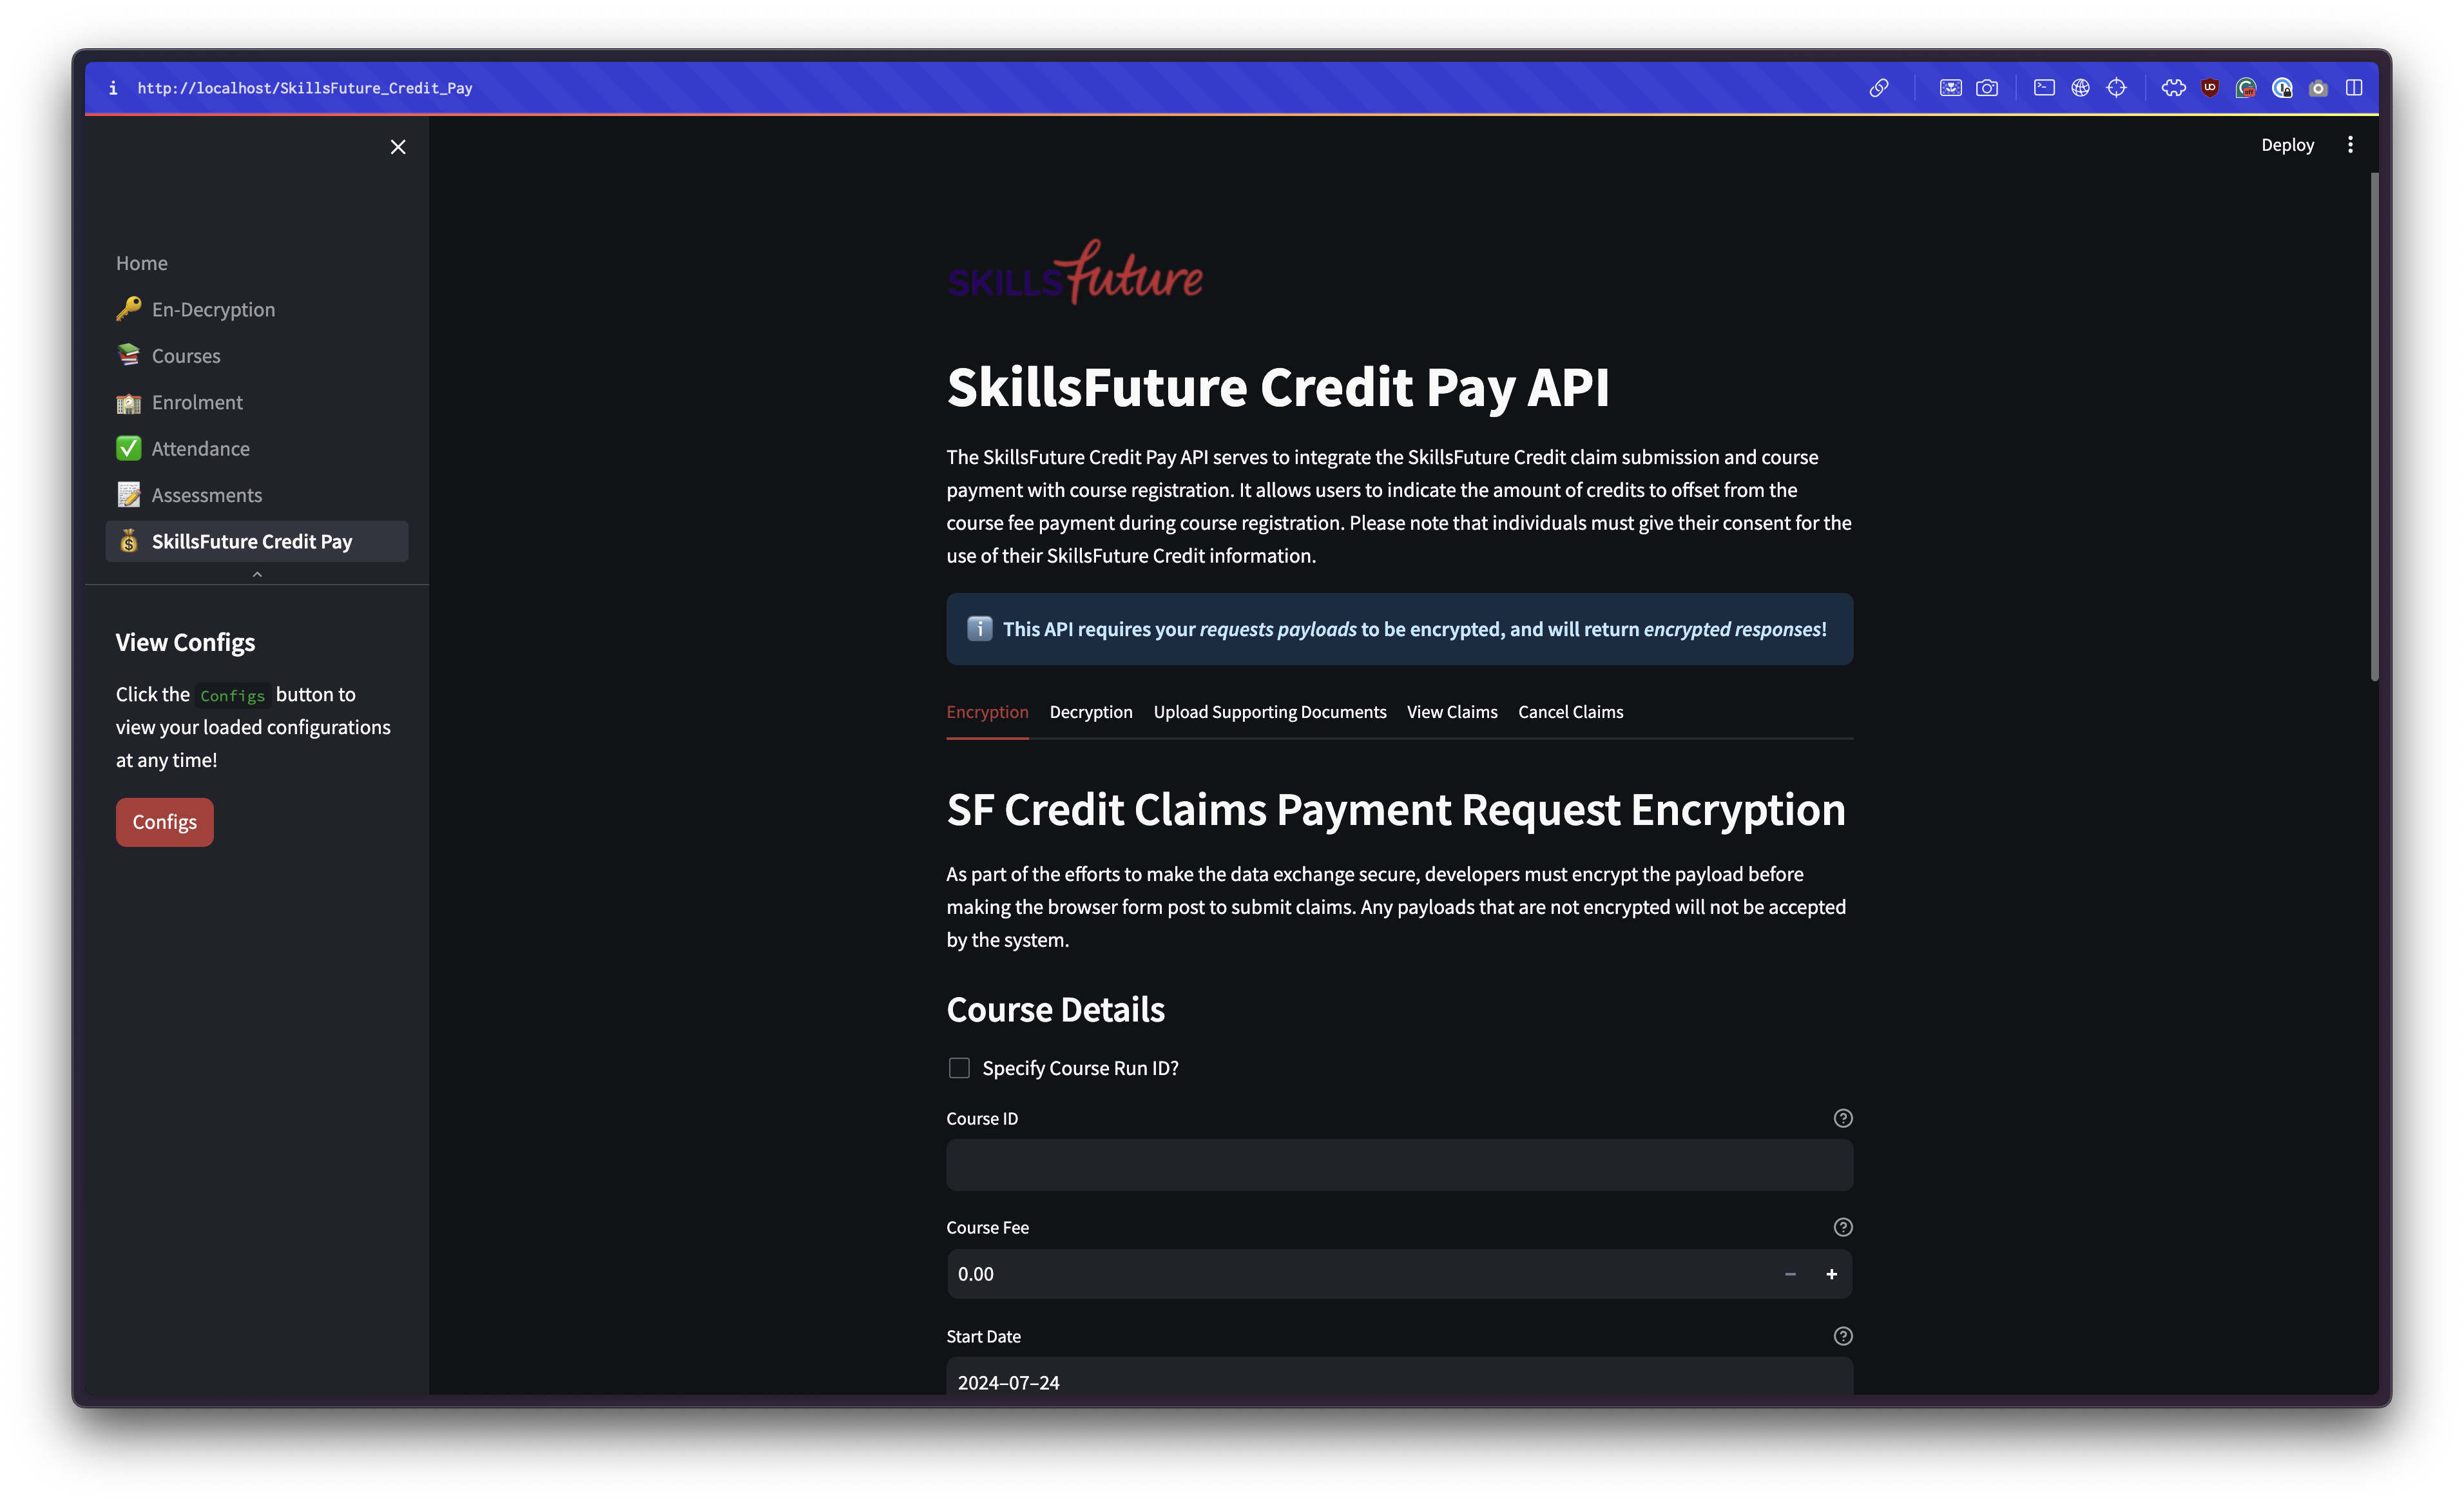 i http://localhost/SkillsFuture_Credit_Pay
Deploy
Home
En-Decryption
Courses
Enrolment
Attendance
Assessments
SkillsFuture Credit Pay
View Configs
Click the Configs button to
view your loaded configurations
at any time!
Configs
SKILLSfuture
SkillsFuture Credit Pay API
The SkillsFuture Credit Pay API serves to integrate the SkillsFuture Credit claim submission and course
payment with course registration. It allows users to indicate the amount of credits to offset from the
course fee payment during course registration. Please note that individuals must give their consent for the
use of their SkillsFuture Credit information.
This API requires your requests payloads to be encrypted, and will return encrypted responses!
Encryption Decryption Upload Supporting Documents View Claims Cancel Claims
SF Credit Claims Payment Request Encryption
As part of the efforts to make the data exchange secure, developers must encrypt the payload before
making the browser form post to submit claims. Any payloads that are not encrypted will not be accepted
by the system.
Course Details
Specify Course Run ID?
Course ID
Course Fee
0.00
Start Date
2024–07–24